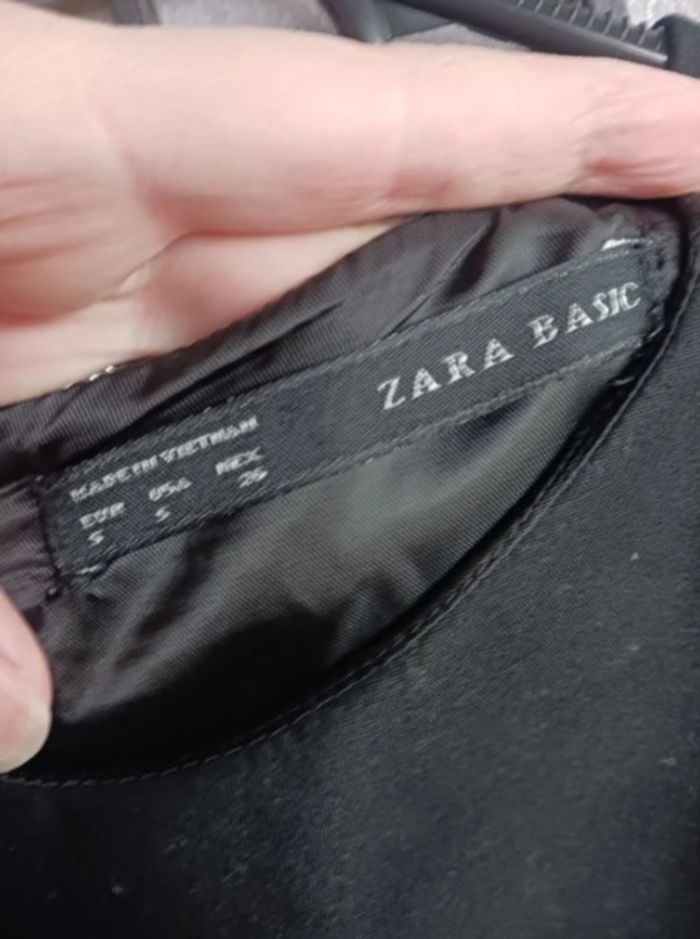 ZARA BASIC
MADE IN VIETNAM
EUR USA MEX
S S 26